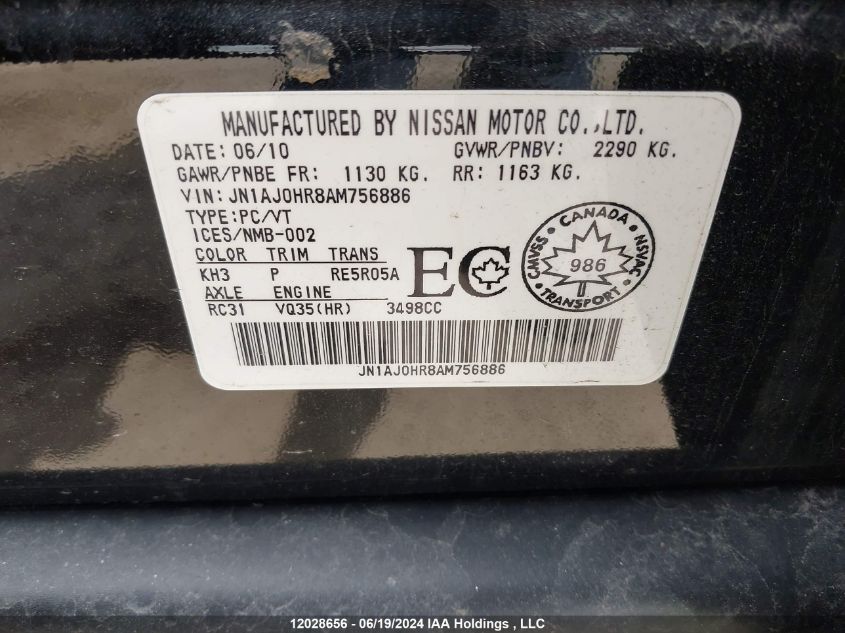 MANUFACTURED BY NISSAN MOTOR CO.,LTD.
DATE: 06/10 GVWR/PNBV: 2290 KG.
GAWR/PNBE FR: 1130 KG. RR: 1163 KG.
VIN: JN1AJ0HR8AM756886
TYPE:PC/VT
ICES/NMB-002
COLOR TRIM TRANS
KH3 P RE5R05A
AXLE ENGINE
RC31 VQ35(HR) 3498CC
EC
CANADA
CMVSS 986 NSVAC
TRANSPORT
JN1AJ0HR8AM756886
12028656 - 06/19/2024 IAA Holdings , LLC